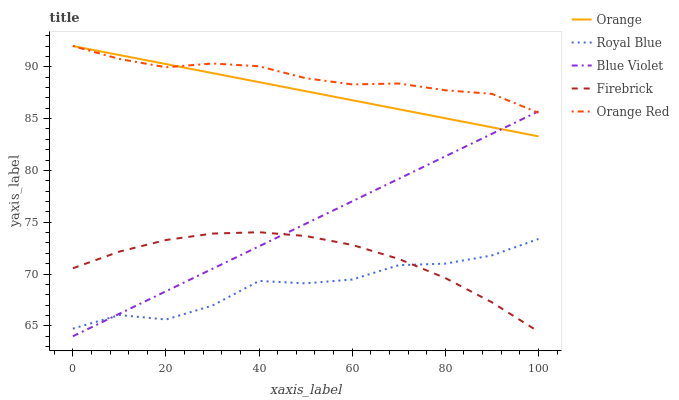 title
Orange
Royal Blue
Blue Violet
Firebrick
Orange Red
yaxis_label
90
85
80
75
70
65
0 20 40 60 80 100
xaxis_label